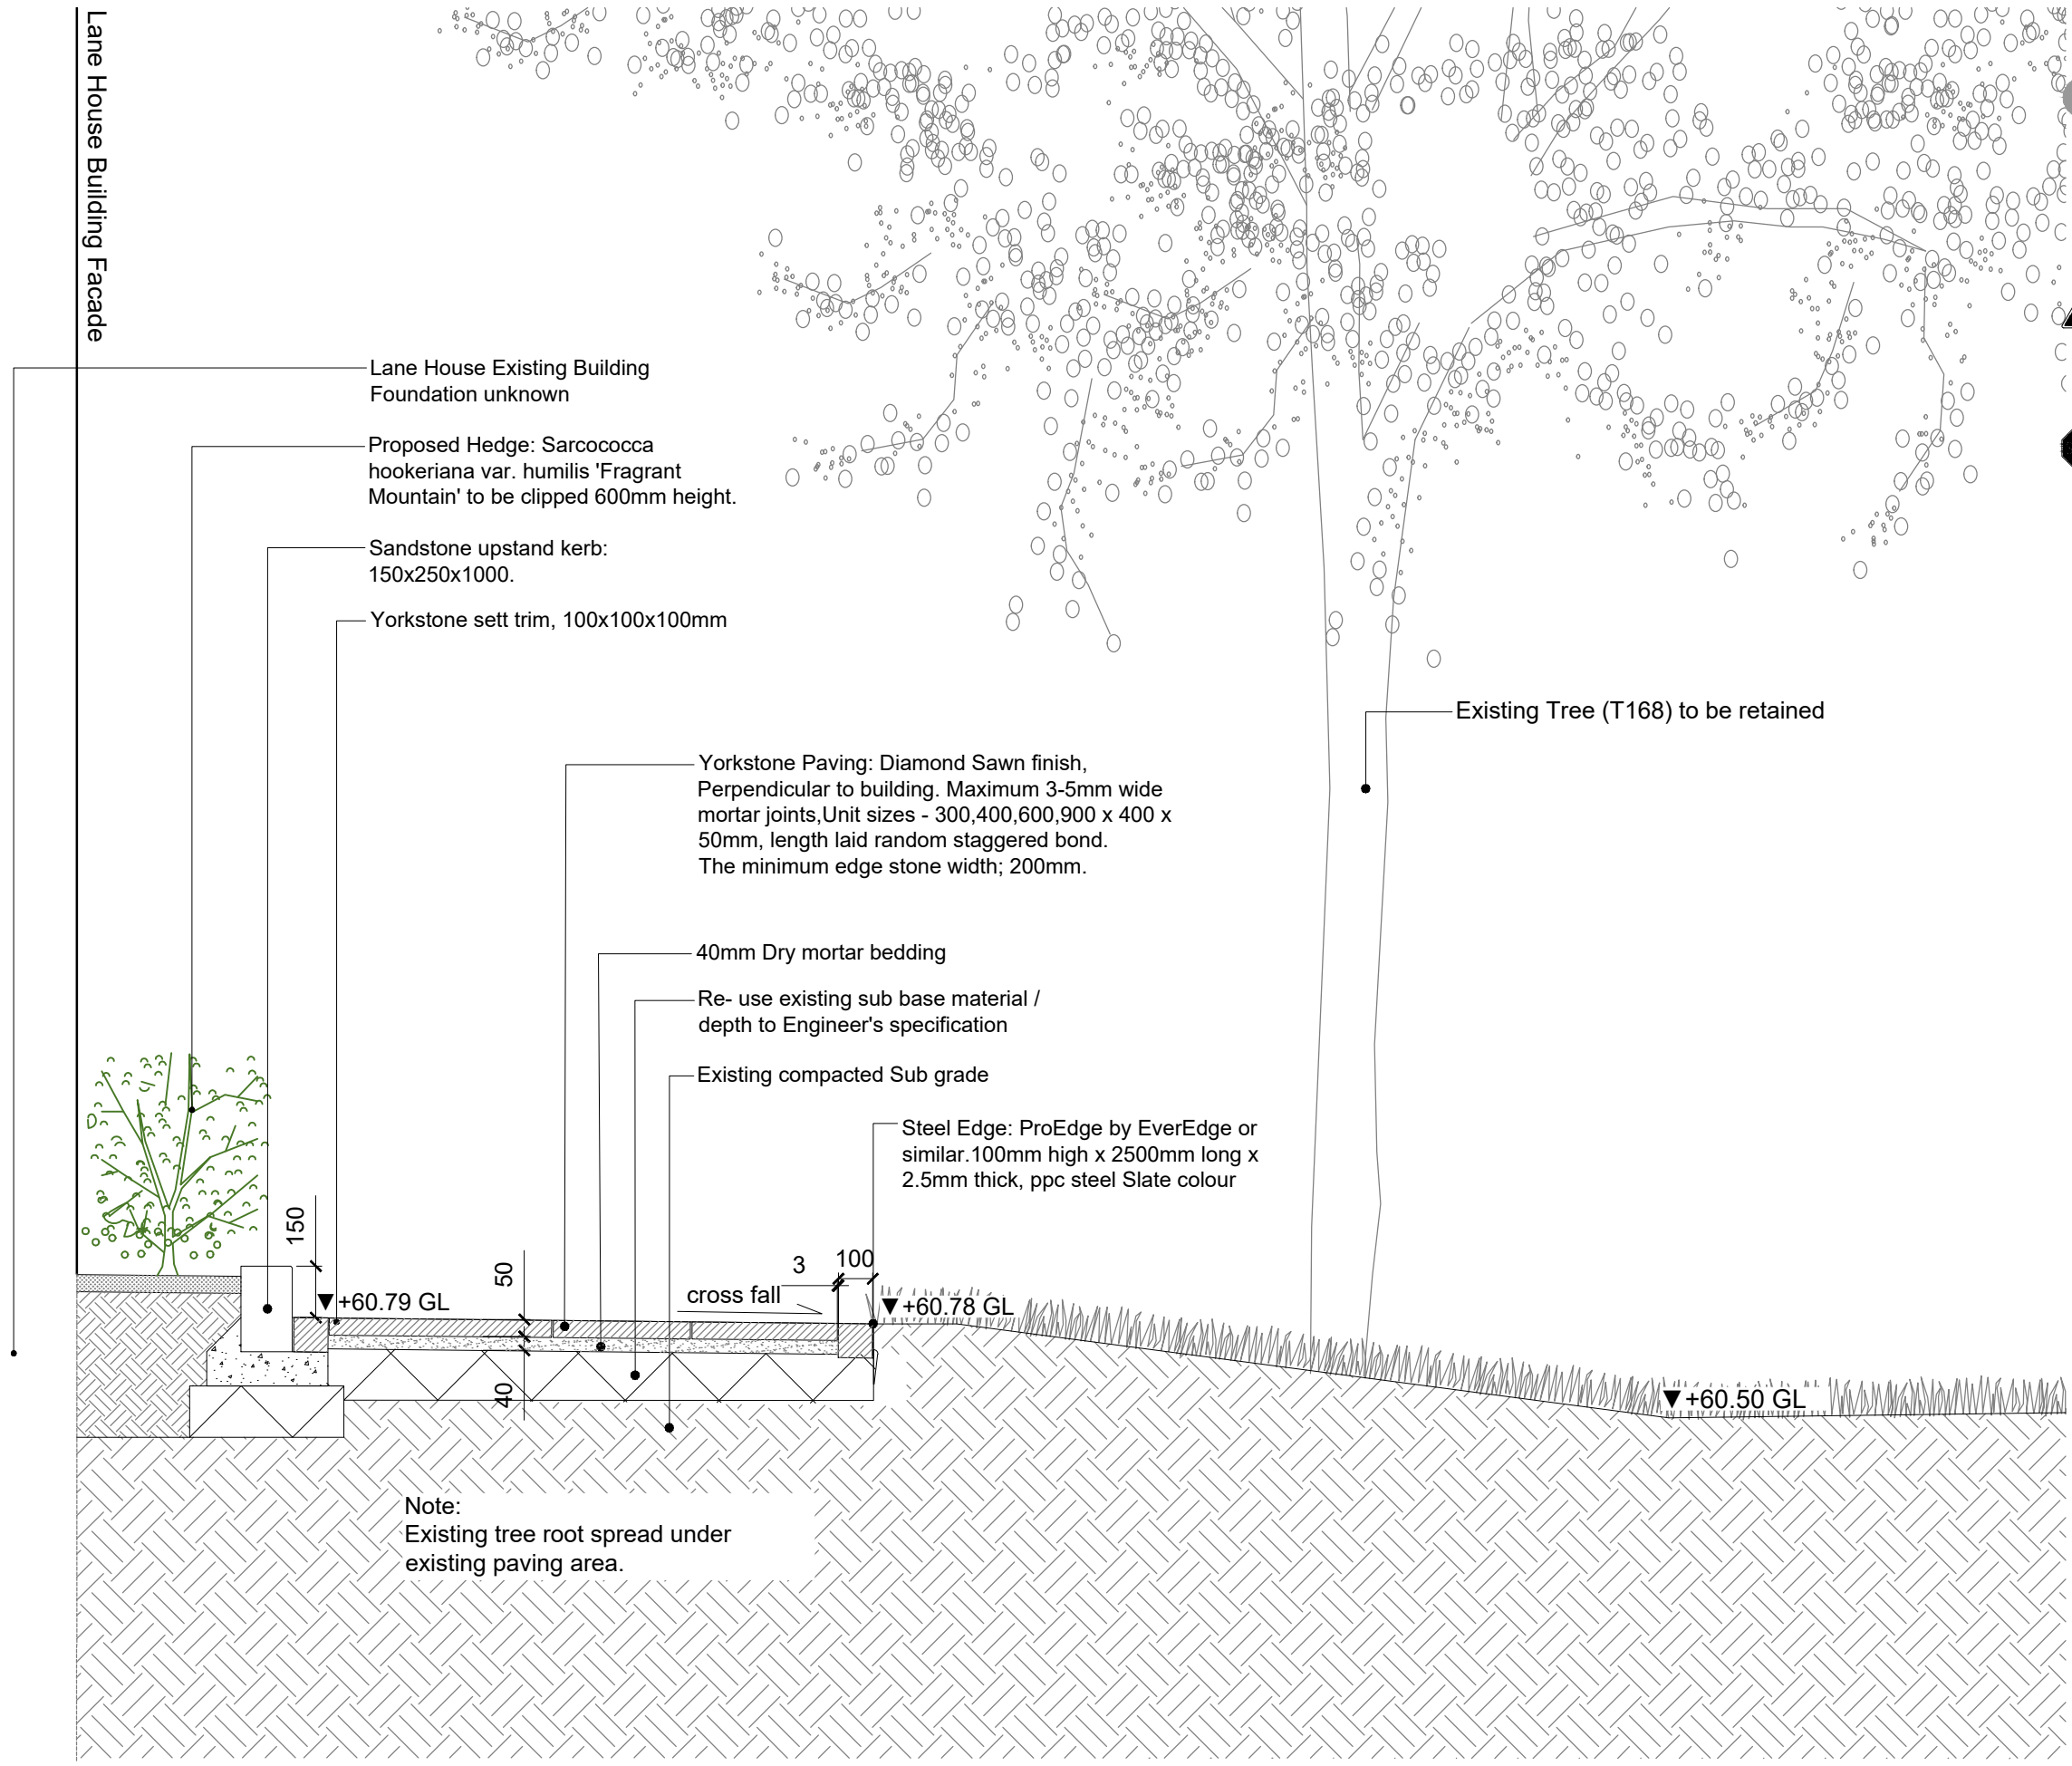 Lane House Building Facade
Lane House Existing Building
Foundation unknown
Proposed Hedge: Sarcococca
hookeriana var. humilis 'Fragrant
Mountain' to be clipped 600mm height.
Sandstone upstand kerb:
150x250x1000.
Yorkstone sett trim, 100x100x100mm
Existing Tree (T168) to be retained
Yorkstone Paving: Diamond Sawn finish,
Perpendicular to building. Maximum 3-5mm wide
mortar joints,Unit sizes - 300,400,600,900 x 400 x
50mm, length laid random staggered bond.
The minimum edge stone width; 200mm.
40mm Dry mortar bedding
Re- use existing sub base material /
depth to Engineer's specification
Existing compacted Sub grade
Steel Edge: ProEdge by EverEdge or
similar.100mm high x 2500mm long x
2.5mm thick, ppc steel Slate colour
150
50
3
100
cross fall
+60.79 GL
+60.78 GL
40
+60.50 GL
Note:
Existing tree root spread under
existing paving area.